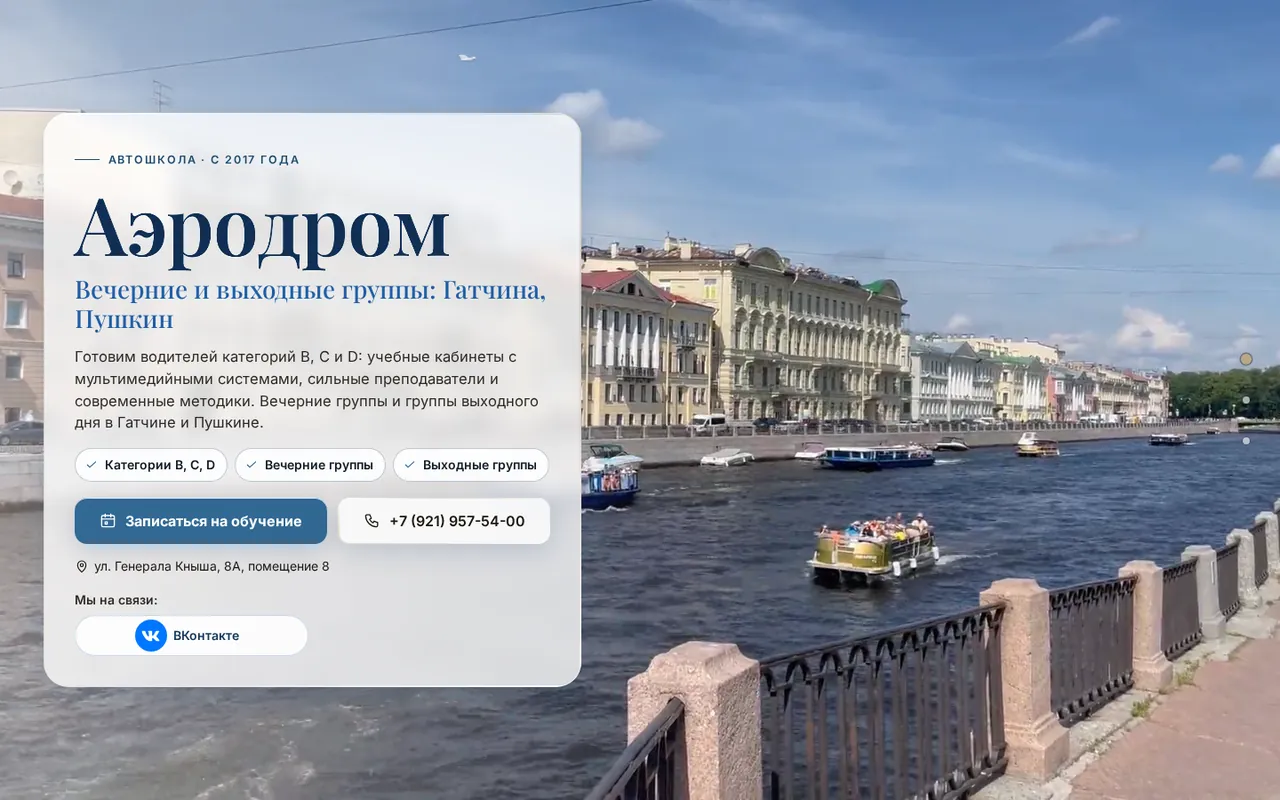 АВТОШКОЛА · С 2017 ГОДА
Аэродром
Вечерние и выходные группы: Гатчина,
Пушкин
Готовим водителей категорий B, C и D: учебные кабинеты с
мультимедийными системами, сильные преподаватели и
современные методики. Вечерние группы и группы выходного
дня в Гатчине и Пушкине.
Категории B, C, D
Вечерние группы
Выходные группы
Записаться на обучение
+7 (921) 957-54-00
ул. Генерала Кныша, 8А, помещение 8
Мы на связи:
ВКонтакте